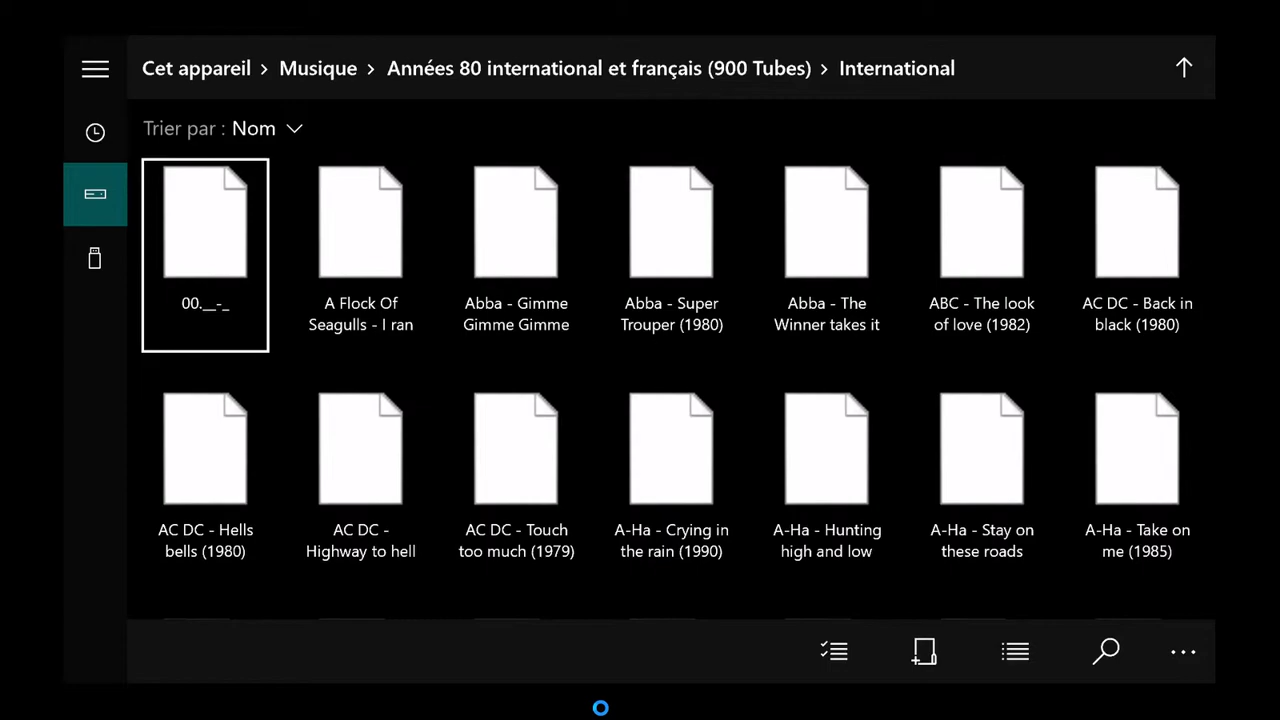 Cet appareil > Musique > Années 80 international et français (900 Tubes) > International
Trier par : Nom
00.__-_
A Flock Of
Seagulls - I ran
Abba - Gimme
Gimme Gimme
Abba - Super
Trouper (1980)
Abba - The
Winner takes it
ABC - The look
of love (1982)
AC DC - Back in
black (1980)
AC DC - Hells
bells (1980)
AC DC -
Highway to hell
AC DC - Touch
too much (1979)
A-Ha - Crying in
the rain (1990)
A-Ha - Hunting
high and low
A-Ha - Stay on
these roads
A-Ha - Take on
me (1985)